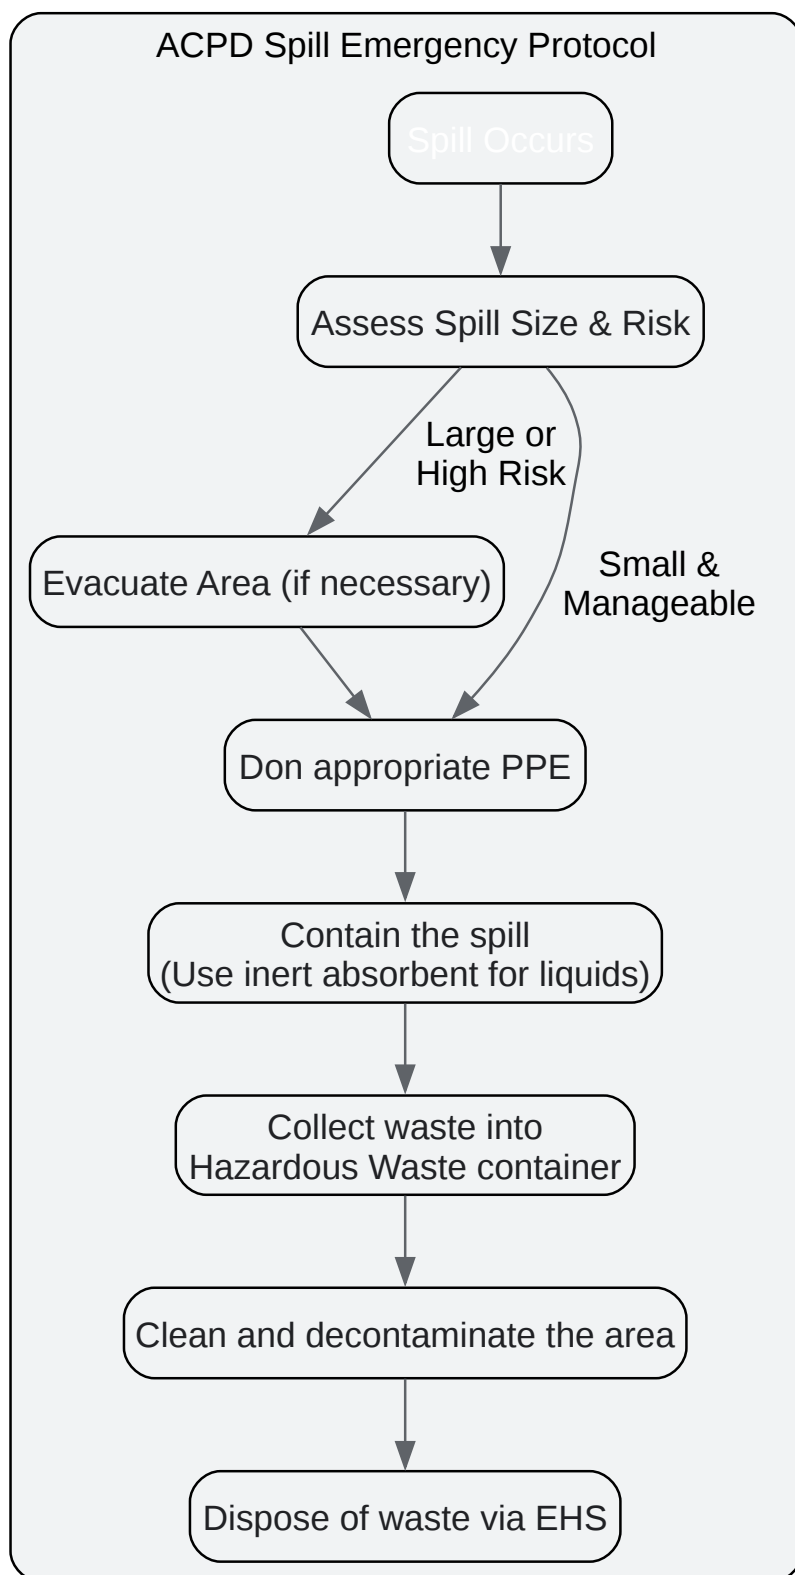 ACPD Spill Emergency Protocol
Spill Occurs
Assess Spill Size & Risk
Large or
High Risk
Evacuate Area (if necessary)
Small &
Manageable
Don appropriate PPE
Contain the spill
(Use inert absorbent for liquids)
Collect waste into
Hazardous Waste container
Clean and decontaminate the area
Dispose of waste via EHS